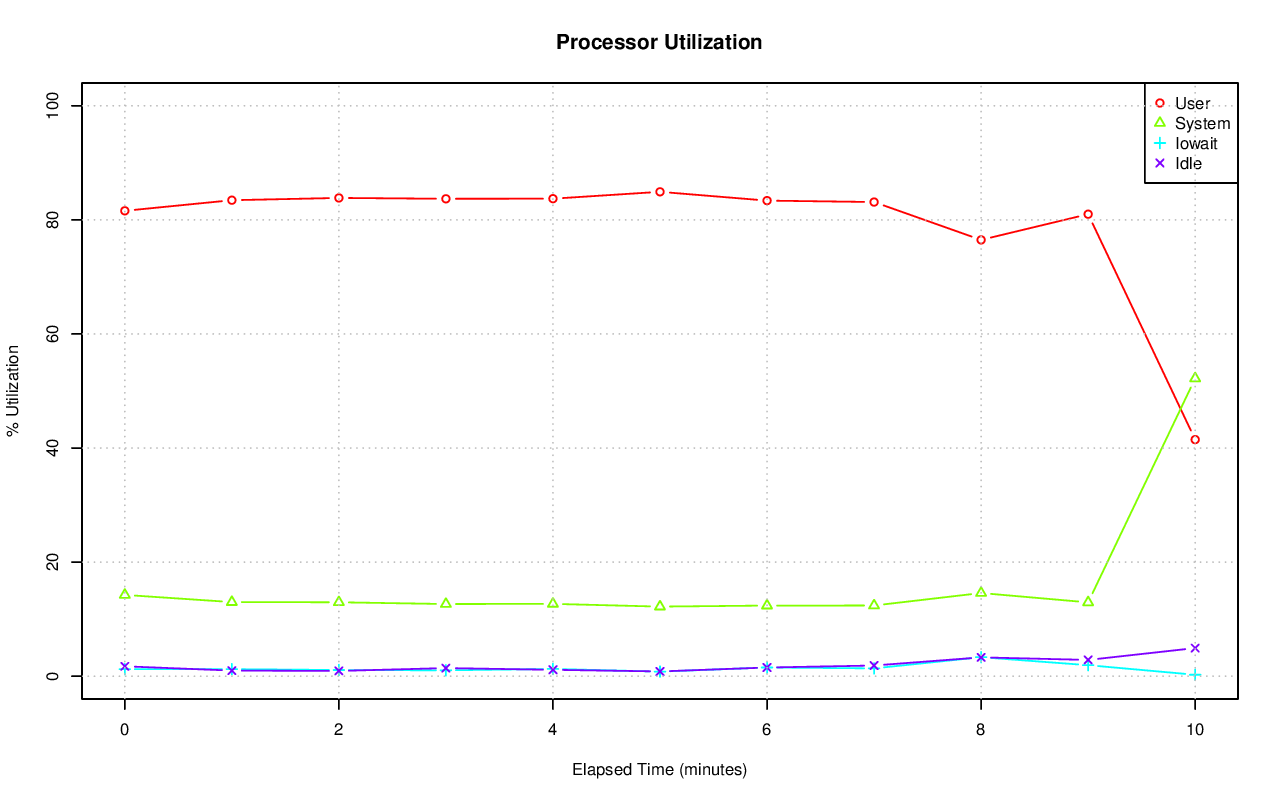 Processor Utilization
User
System
Iowait
Idle
% Utilization
100
80
60
40
20
0
0 2 4 6 8 10
Elapsed Time (minutes)